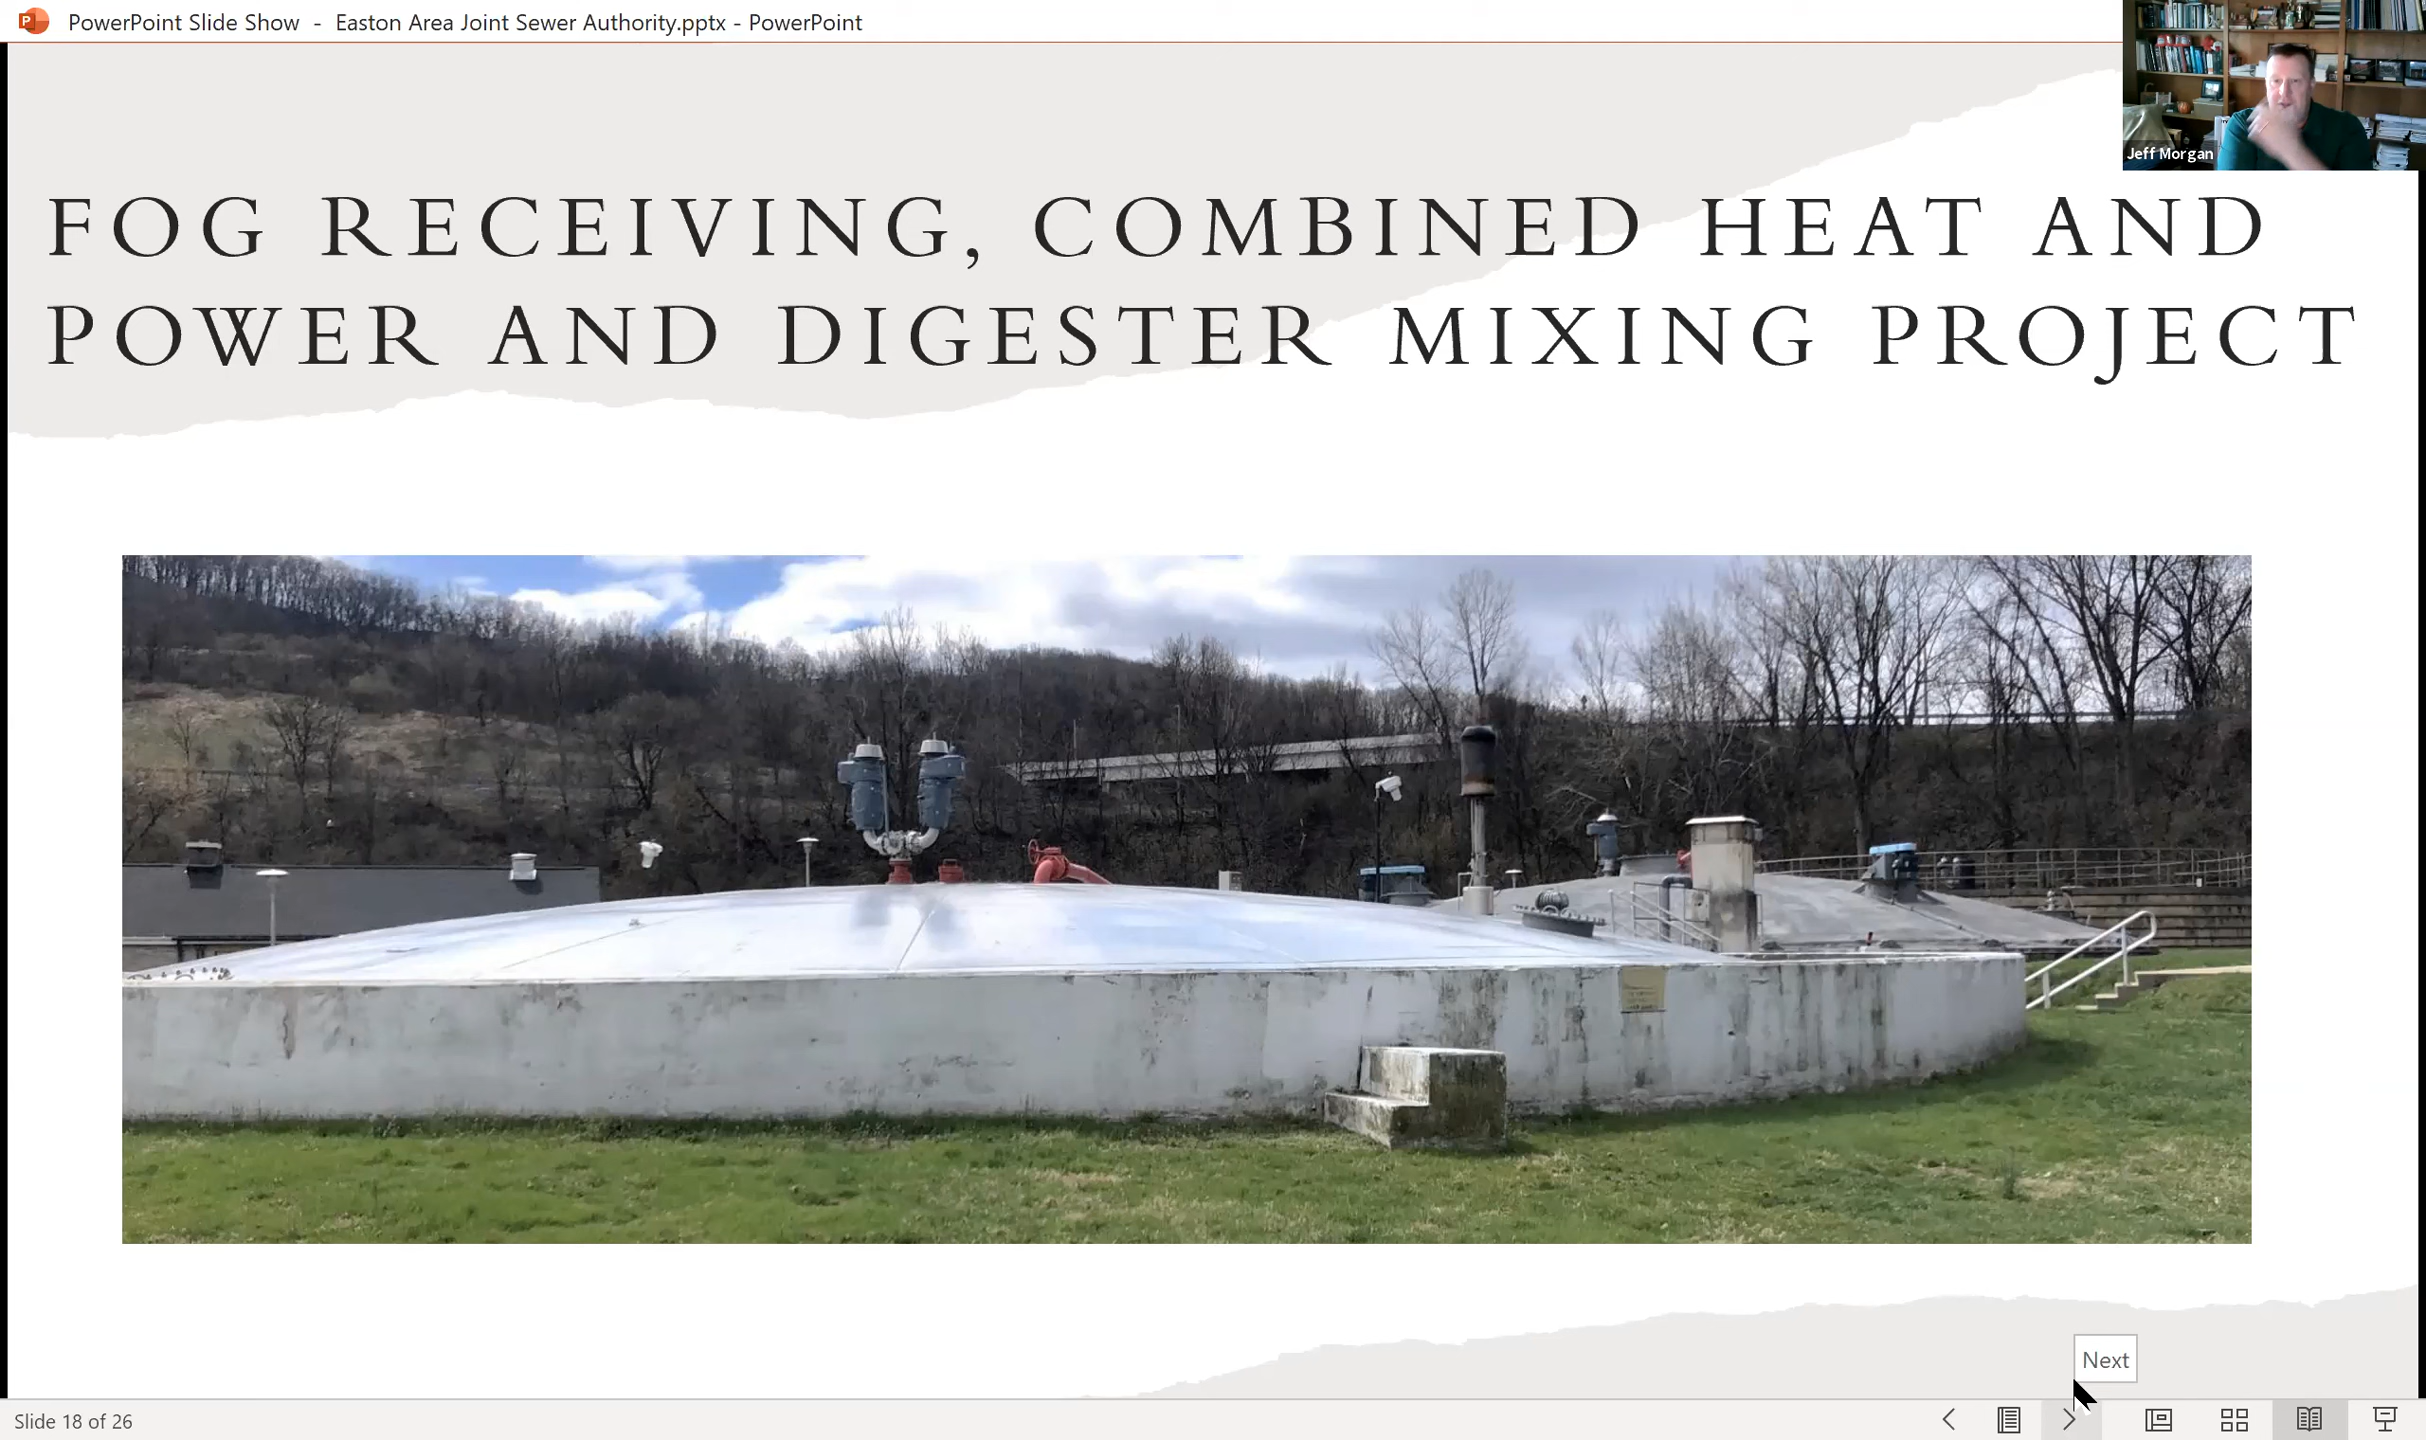 PowerPoint Slide Show - Easton Area Joint Sewer Authority.pptx - PowerPoint
Jeff Morgan
FOG RECEIVING, COMBINED HEAT AND
POWER AND DIGESTER MIXING PROJECT
Next
Slide 18 of 26